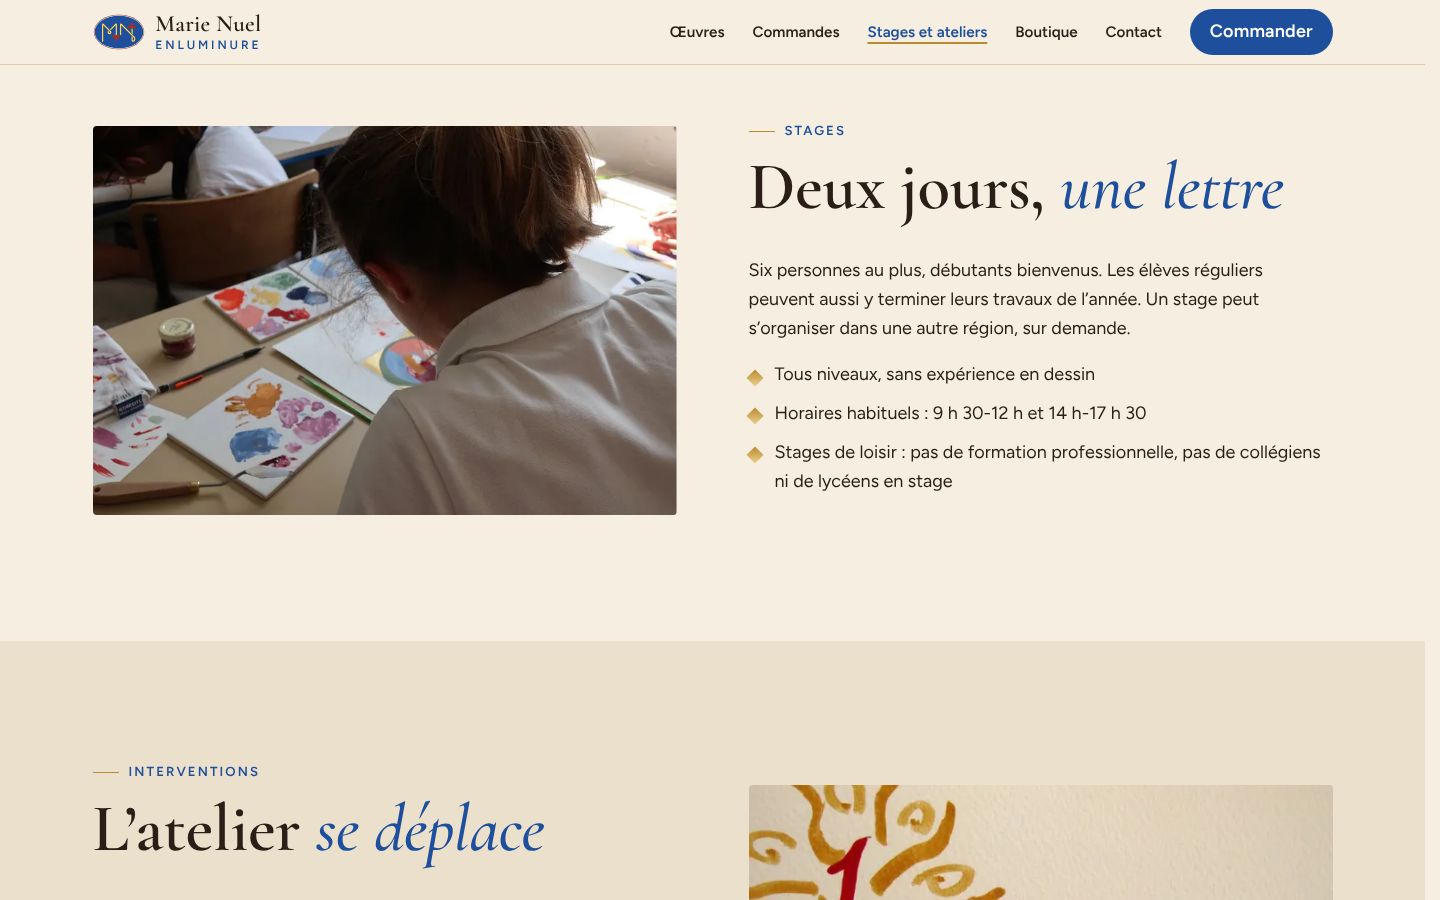 Marie Nuel
ENLUMINURE
Œuvres
Commandes
Stages et ateliers
Boutique
Contact
Commander
STAGES
Deux jours, une lettre
Six personnes au plus, débutants bienvenus. Les élèves réguliers
peuvent aussi y terminer leurs travaux de l’année. Un stage peut
s’organiser dans une autre région, sur demande.
Tous niveaux, sans expérience en dessin
Horaires habituels : 9 h 30-12 h et 14 h-17 h 30
Stages de loisir : pas de formation professionnelle, pas de collégiens
ni de lycéens en stage
INTERVENTIONS
L’atelier se déplace